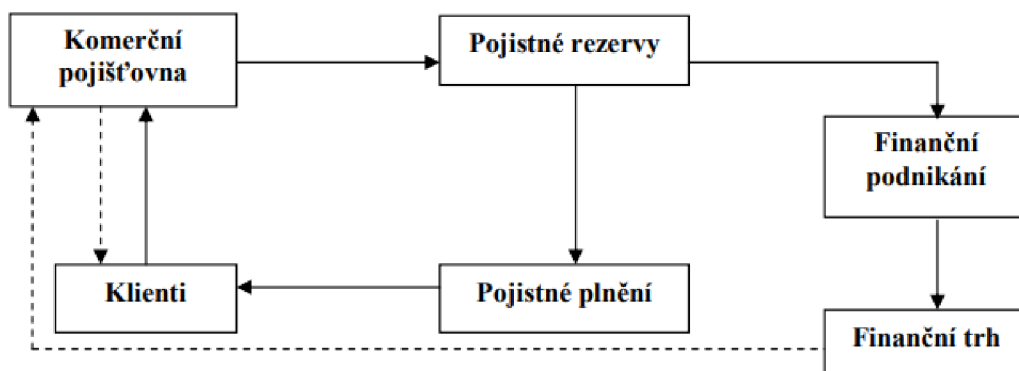 Komerční
pojišťovna
Pojistné rezervy
Finanční
podnikání
Klienti
Pojistné plnění
Finanční trh